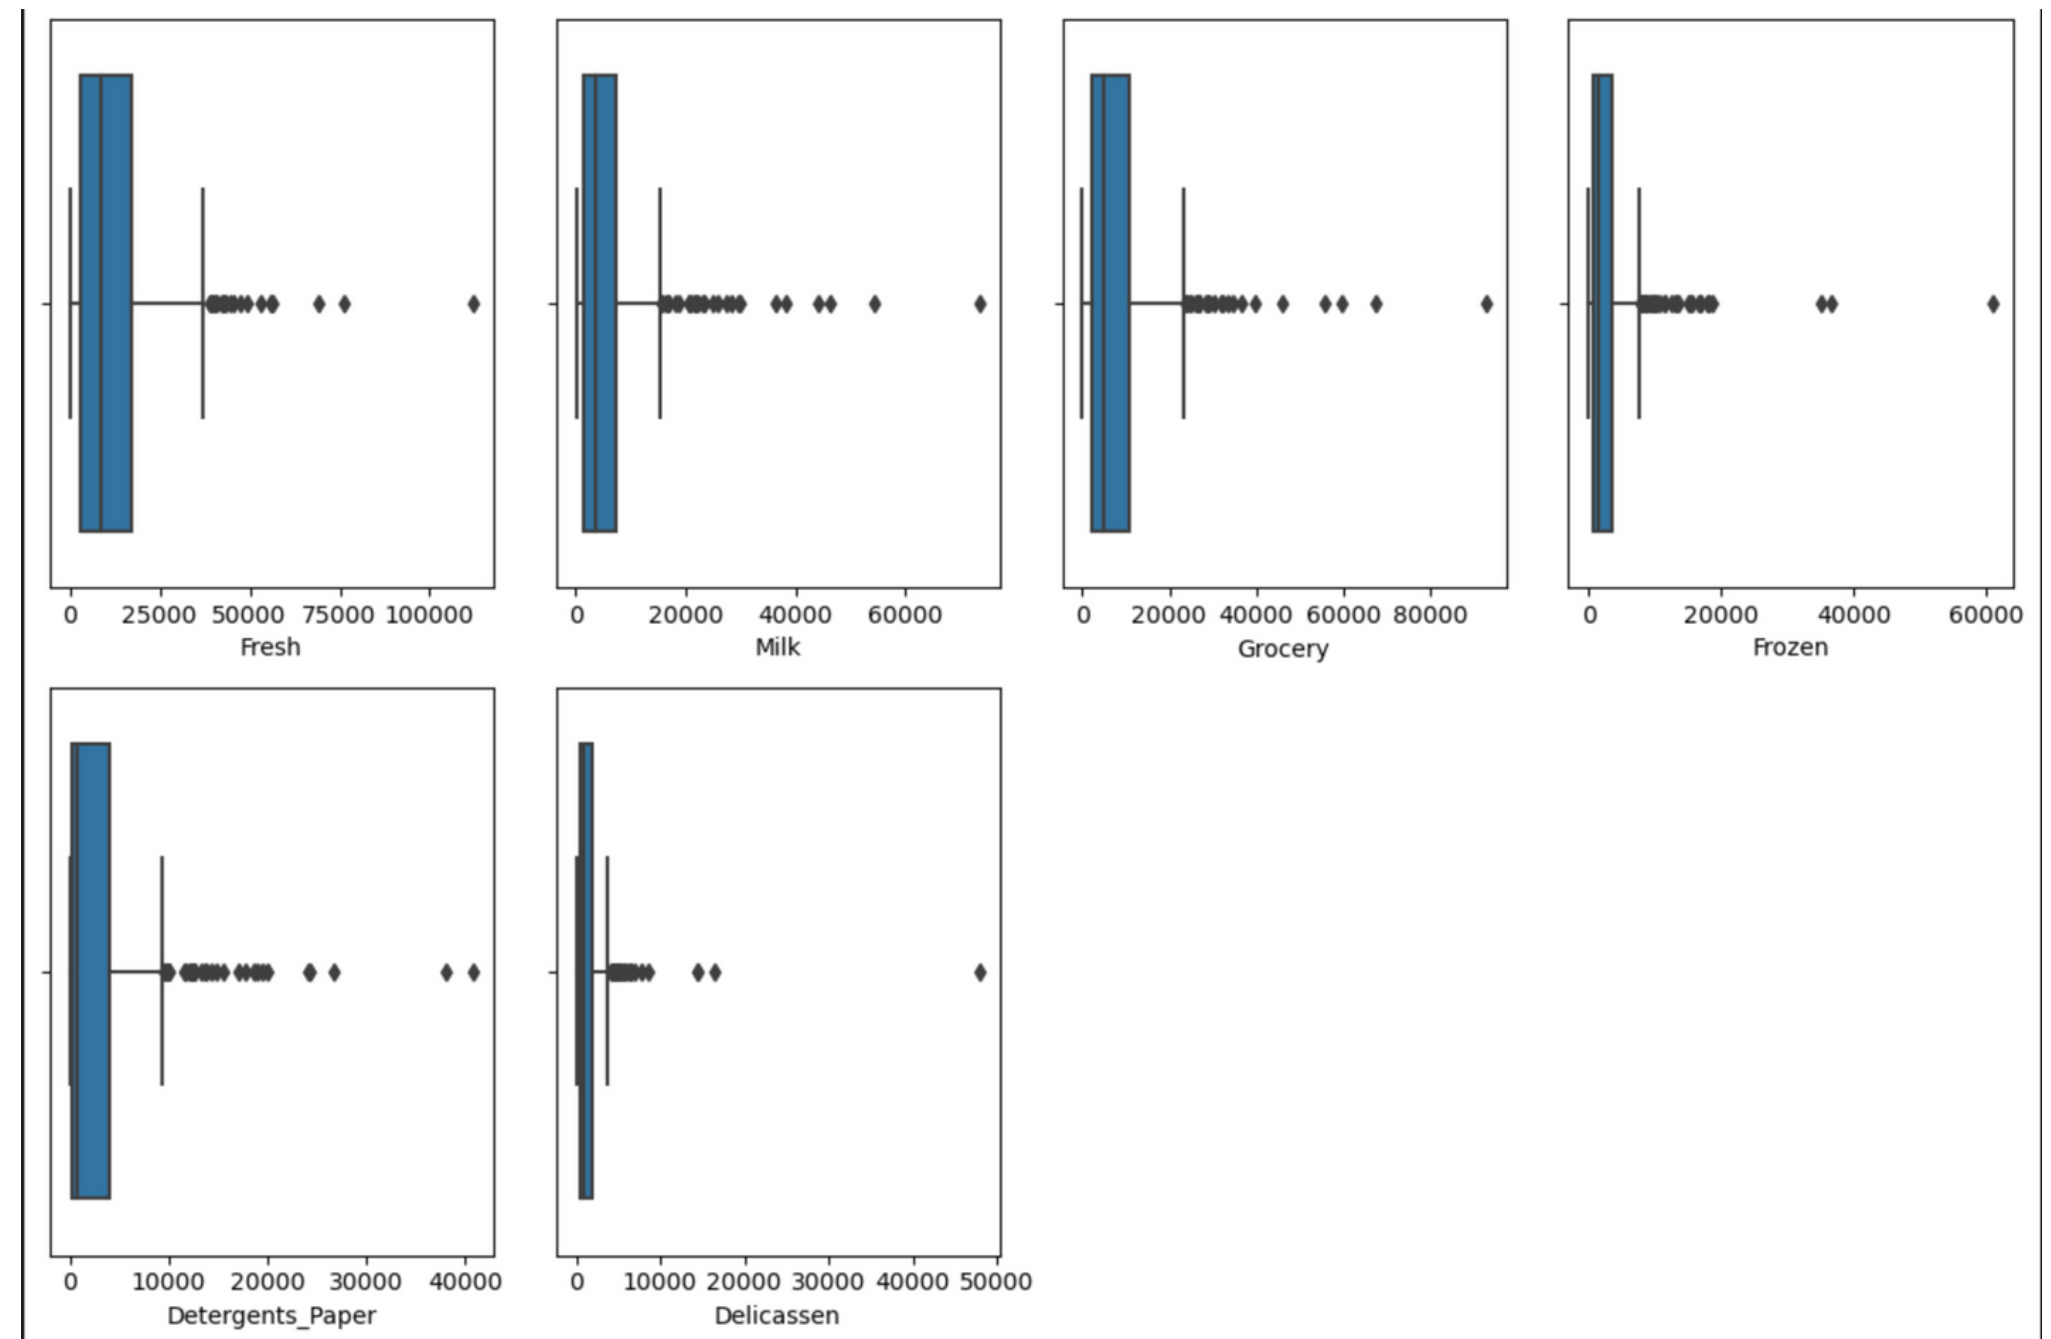 0 25000 50000 75000 100000
Fresh
0 20000 40000 60000
Milk
0 20000 40000 60000 80000
Grocery
0 20000 40000 60000
Frozen
0 10000 20000 30000 40000
Detergents_Paper
0 10000 20000 30000 40000 50000
Delicassen